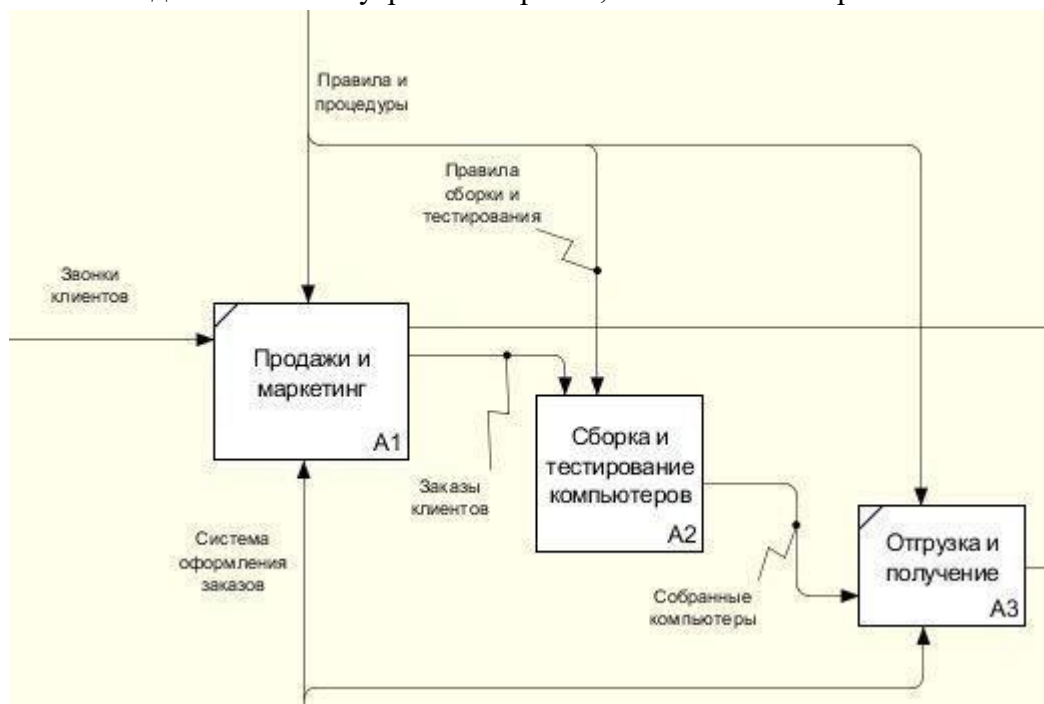 Правила и
процедуры
Правила
сборки и
тестирования
Звонки
клиентов
Продажи и
маркетинг
A1
Заказы
клиентов
Сборка и
тестирование
компьютеров
A2
Система
оформления
заказов
Собранные
компьютеры
Отгрузка и
получение
A3